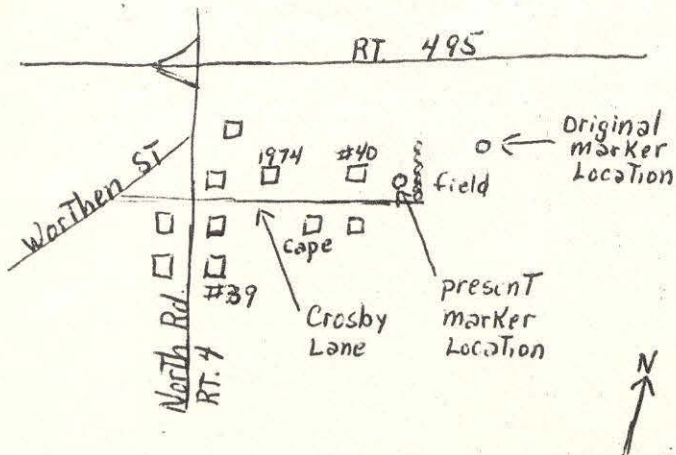 RT. 495
Original
marker
Location
Worthen ST
1974
#40
field
cape
#39
Crosby
Lane
present
marker
Location
North Rd.
RT. 4
N